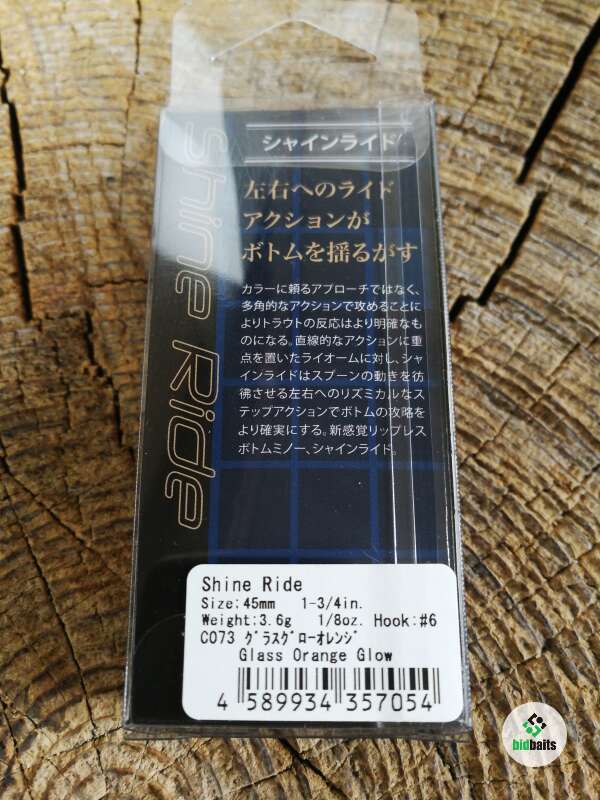 シャインライド
Shine Ride
左右へのライド
アクションが
ボトムを揺るがす
カラーに頼るアプローチではなく、
多角的なアクションで攻めることに
よりトラウトの反応はより明確なも
のになる。直線的なアクションに重
点を置いたライオームに対し、シャ
インライドはスプーンの動きを彷
彿させる左右へのリズミカルなス
テップアクションでボトムの攻略を
より確実にする。新感覚リップレス
ボトムミノー、シャインライド。
Shine Ride
Size:45mm 1-3/4in.
Weight:3.6g 1/8oz. Hook:#6
C073 ｸﾞﾗｽｸﾞﾛｰｵﾚﾝｼﾞ
Glass Orange Glow
4 589934 357054
bidbaits